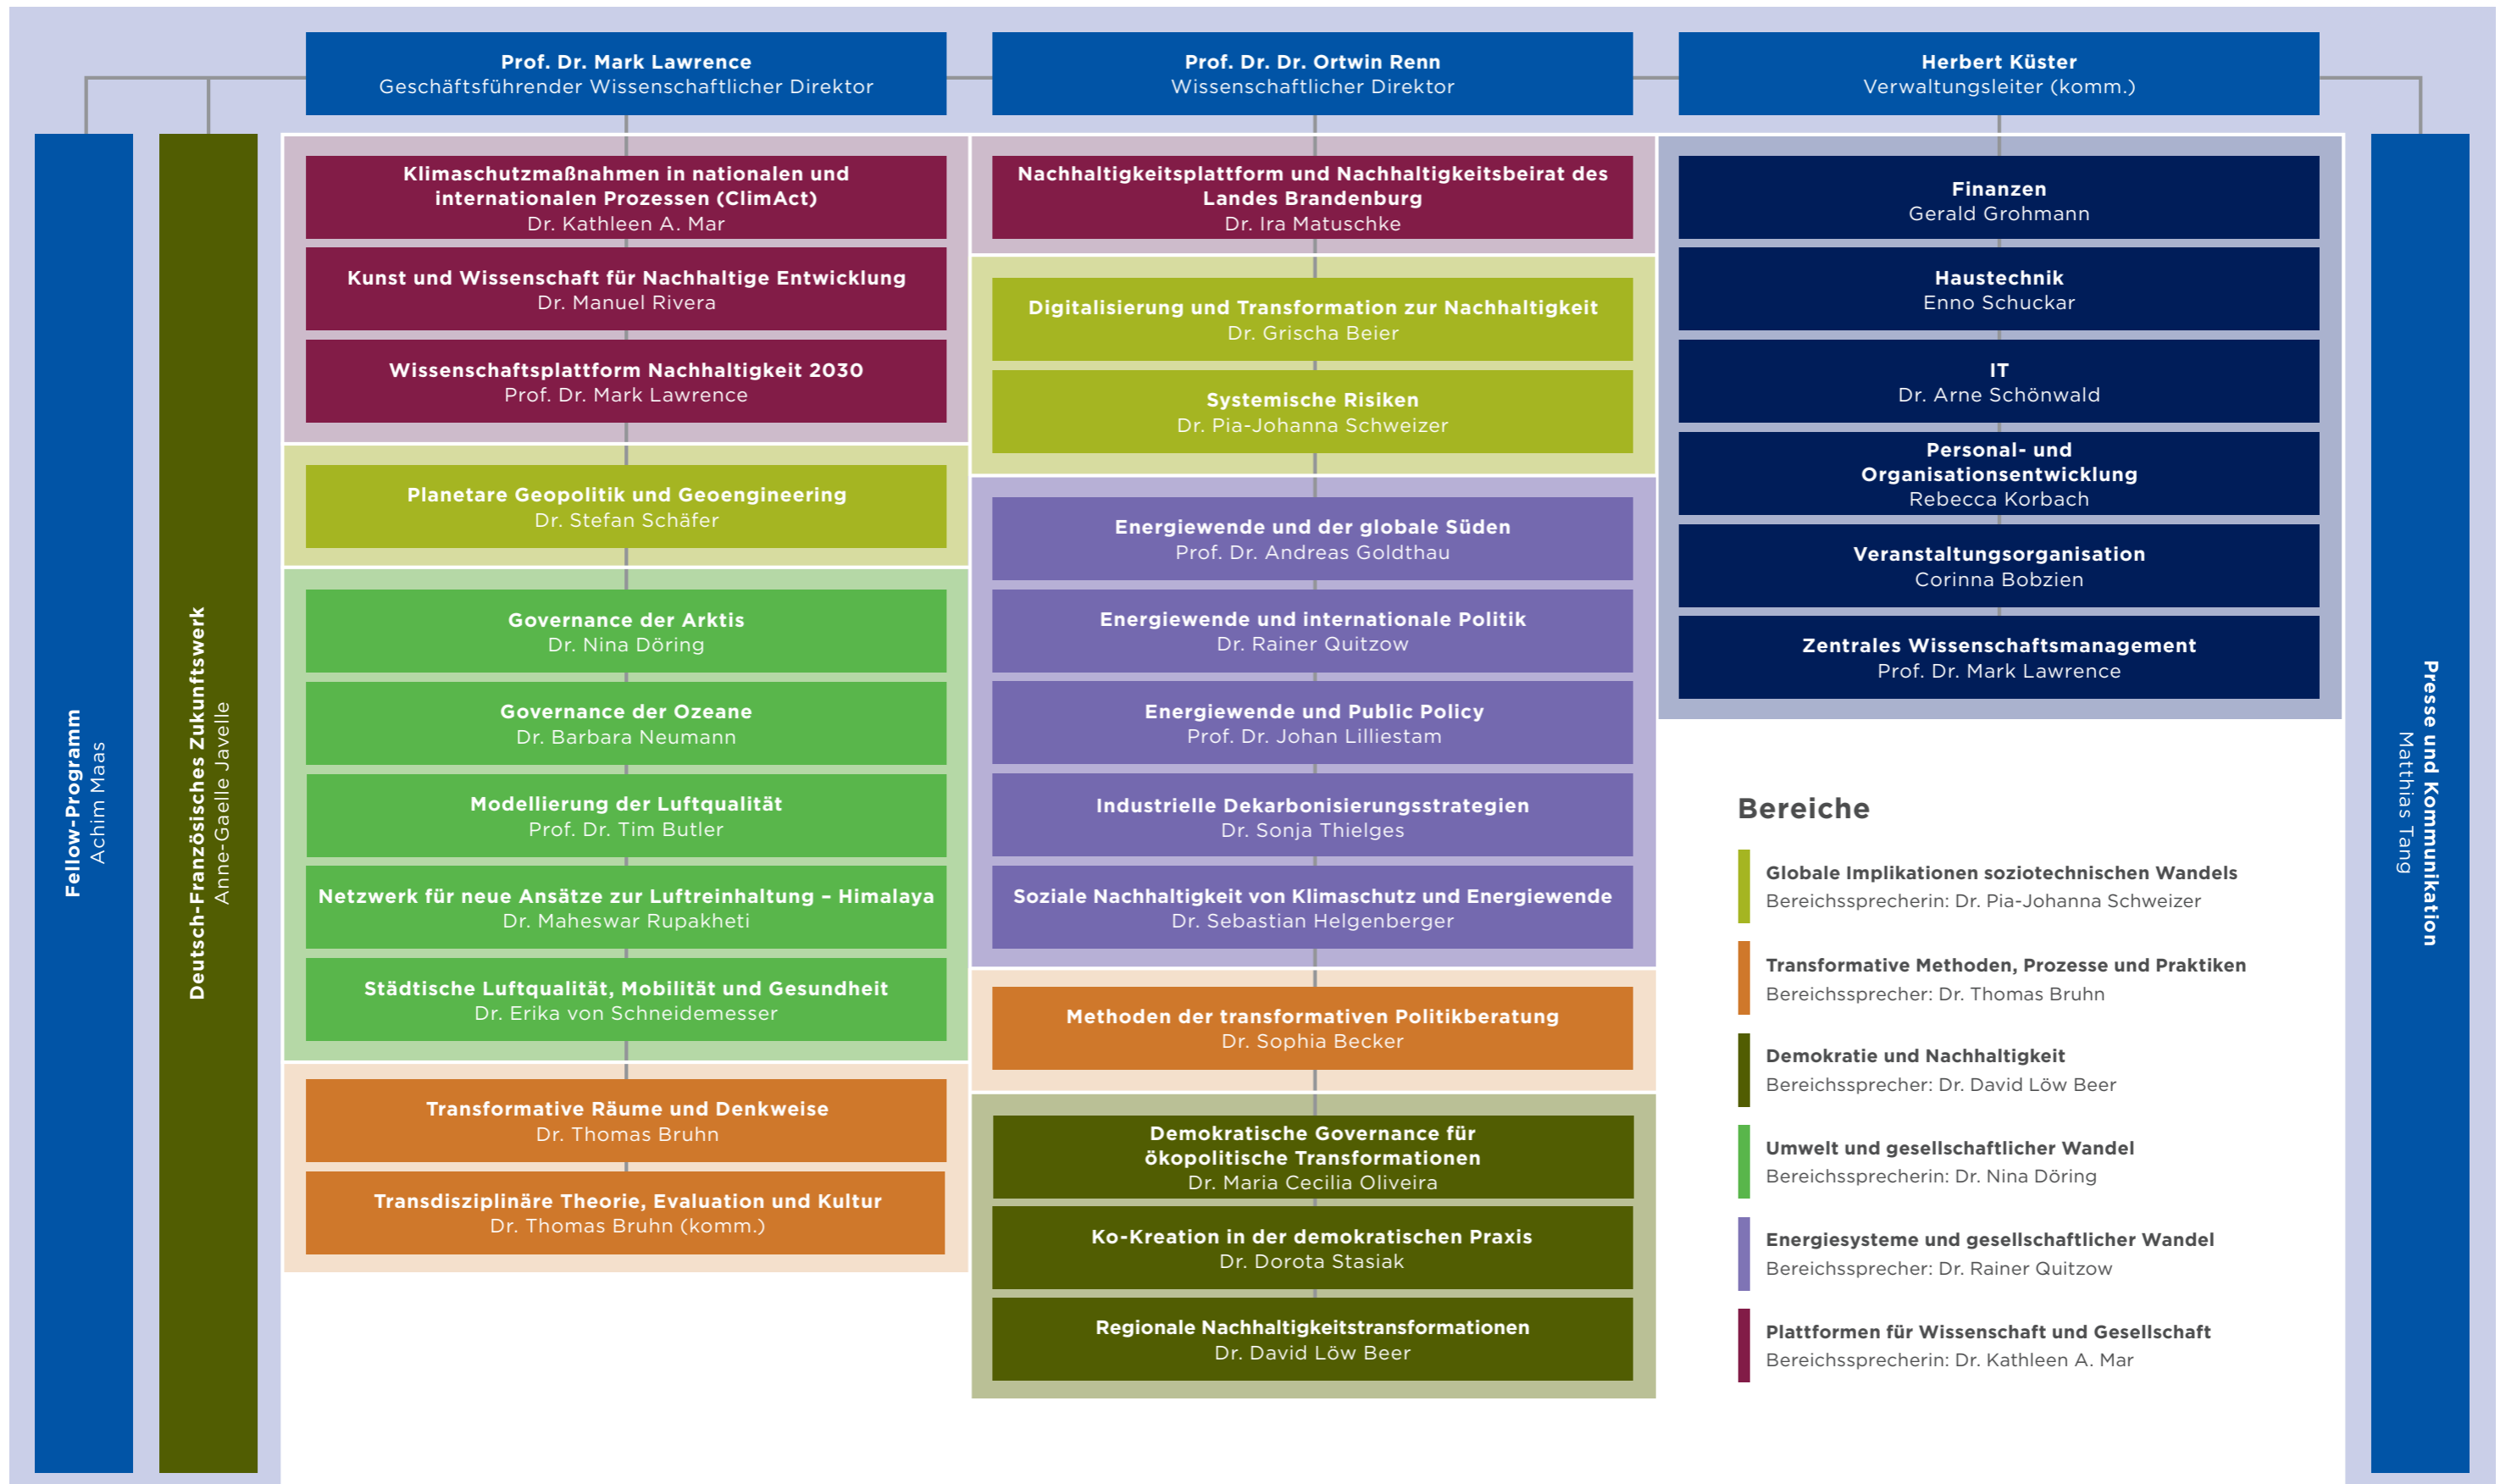 Prof. Dr. Mark Lawrence
Geschäftsführender Wissenschaftlicher Direktor
Prof. Dr. Dr. Ortwin Renn
Wissenschaftlicher Direktor
Herbert Küster
Verwaltungsleiter (komm.)
Fellow-Programm
Achim Maas
Deutsch-Französisches Zukunftswerk
Anne-Gaelle Javelle
Klimaschutzmaßnahmen in nationalen und
internationalen Prozessen (ClimAct)
Dr. Kathleen A. Mar
Kunst und Wissenschaft für Nachhaltige Entwicklung
Dr. Manuel Rivera
Wissenschaftsplattform Nachhaltigkeit 2030
Prof. Dr. Mark Lawrence
Planetare Geopolitik und Geoengineering
Dr. Stefan Schäfer
Governance der Arktis
Dr. Nina Döring
Governance der Ozeane
Dr. Barbara Neumann
Modellierung der Luftqualität
Prof. Dr. Tim Butler
Netzwerk für neue Ansätze zur Luftreinhaltung – Himalaya
Dr. Maheswar Rupakheti
Städtische Luftqualität, Mobilität und Gesundheit
Dr. Erika von Schneidemesser
Transformative Räume und Denkweise
Dr. Thomas Bruhn
Transdisziplinäre Theorie, Evaluation und Kultur
Dr. Thomas Bruhn (komm.)
Nachhaltigkeitsplattform und Nachhaltigkeitsbeirat des
Landes Brandenburg
Dr. Ira Matuschke
Digitalisierung und Transformation zur Nachhaltigkeit
Dr. Grischa Beier
Systemische Risiken
Dr. Pia-Johanna Schweizer
Energiewende und der globale Süden
Prof. Dr. Andreas Goldthau
Energiewende und internationale Politik
Dr. Rainer Quitzow
Energiewende und Public Policy
Prof. Dr. Johan Lilliestam
Industrielle Dekarbonisierungsstrategien
Dr. Sonja Thielges
Soziale Nachhaltigkeit von Klimaschutz und Energiewende
Dr. Sebastian Helgenberger
Methoden der transformativen Politikberatung
Dr. Sophia Becker
Demokratische Governance für
ökopolitische Transformationen
Dr. Maria Cecilia Oliveira
Ko-Kreation in der demokratischen Praxis
Dr. Dorota Stasiak
Regionale Nachhaltigkeitstransformationen
Dr. David Löw Beer
Finanzen
Gerald Grohmann
Haustechnik
Enno Schuckar
IT
Dr. Arne Schönwald
Personal- und
Organisationsentwicklung
Rebecca Korbach
Veranstaltungsorganisation
Corinna Bobzien
Zentrales Wissenschaftsmanagement
Prof. Dr. Mark Lawrence
Bereiche
Globale Implikationen soziotechnischen Wandels
Bereichssprecherin: Dr. Pia-Johanna Schweizer
Transformative Methoden, Prozesse und Praktiken
Bereichssprecher: Dr. Thomas Bruhn
Demokratie und Nachhaltigkeit
Bereichssprecher: Dr. David Löw Beer
Umwelt und gesellschaftlicher Wandel
Bereichssprecherin: Dr. Nina Döring
Energiesysteme und gesellschaftlicher Wandel
Bereichssprecher: Dr. Rainer Quitzow
Plattformen für Wissenschaft und Gesellschaft
Bereichssprecherin: Dr. Kathleen A. Mar
Presse und Kommunikation
Matthias Tang